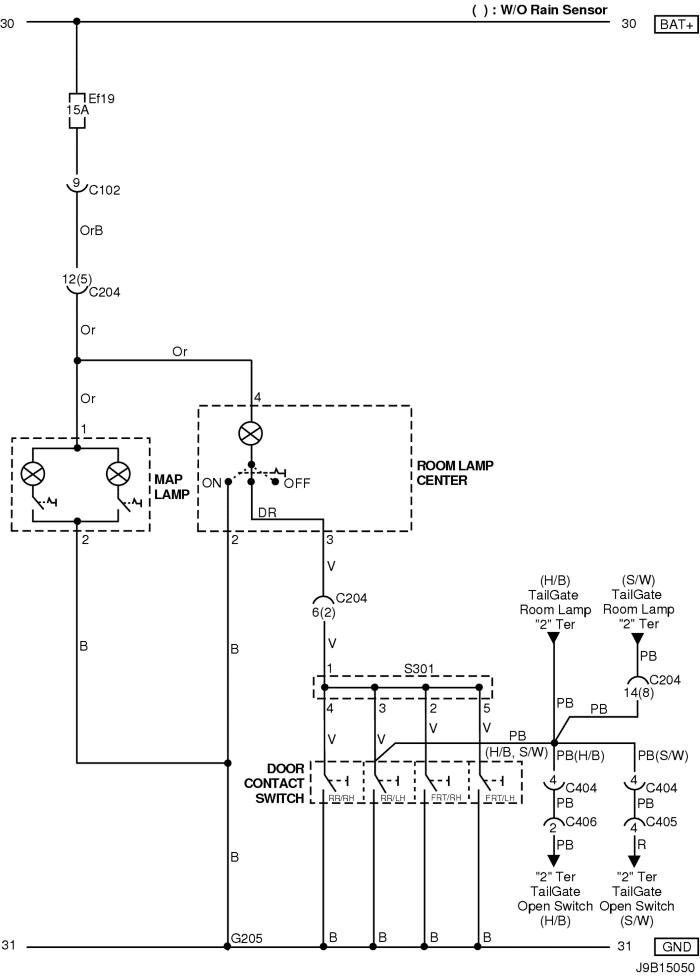 ( ) : W/O Rain Sensor
30
30
BAT+
Ef19
15A
9
C102
OrB
12(5)
C204
Or
Or
Or
4
1
ON
OFF
ROOM LAMP
CENTER
MAP
LAMP
DR
2
2
3
V
C204
6(2)
B
B
V
(H/B)
TailGate
Room Lamp
"2" Ter
(S/W)
TailGate
Room Lamp
"2" Ter
PB
C204
14(8)
1
S301
4
3
2
5
PB
PB
V
V
V
V
PB
(H/B, S/W)
PB(H/B)
PB(S/W)
DOOR
CONTACT
SWITCH
RR/RH
RR/LH
FRT/RH
FRT/LH
4
C404
4
C404
PB
PB
2
C406
4
C405
PB
R
B
"2" Ter
TailGate
Open Switch
(H/B)
"2" Ter
TailGate
Open Switch
(S/W)
31
G205
B
B
B
B
31
GND
J9B15050